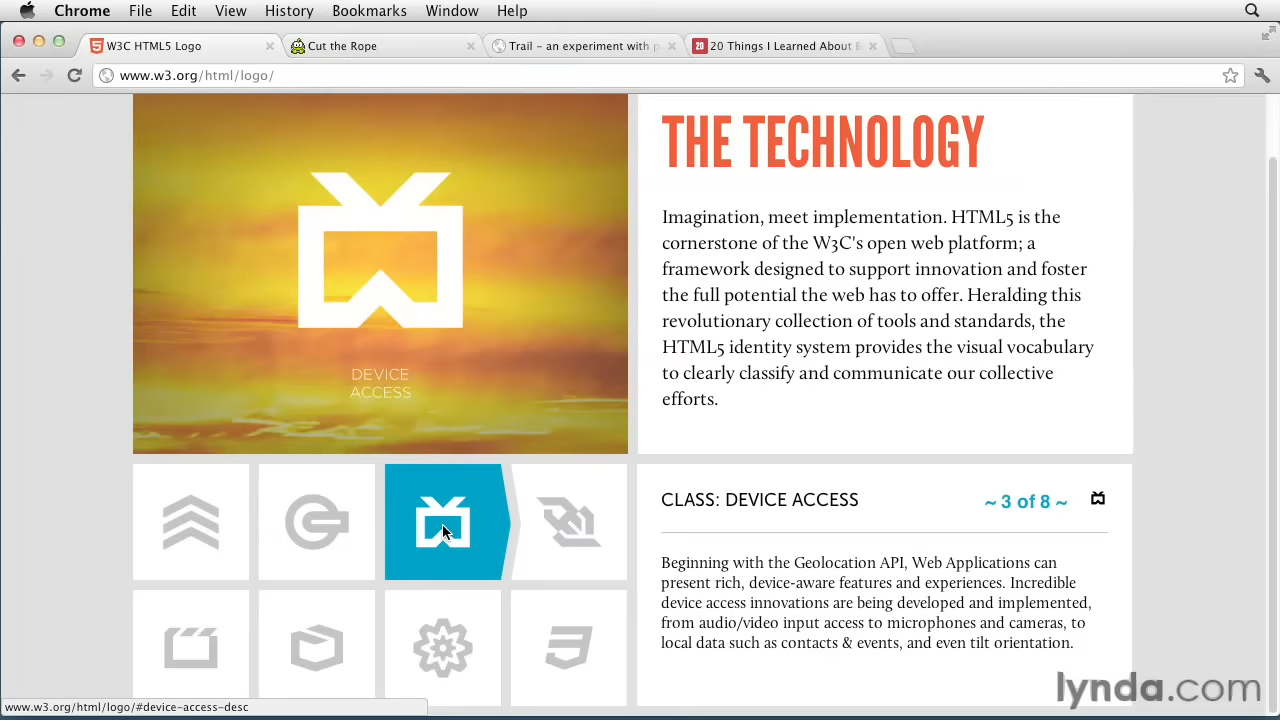 Chrome File Edit View History Bookmarks Window Help
W3C HTML5 Logo
Cut the Rope
Trail - an experiment with p
20 Things I Learned About B
www.w3.org/html/logo/
DEVICE
ACCESS
THE TECHNOLOGY
Imagination, meet implementation. HTML5 is the
cornerstone of the W3C's open web platform; a
framework designed to support innovation and foster
the full potential the web has to offer. Heralding this
revolutionary collection of tools and standards, the
HTML5 identity system provides the visual vocabulary
to clearly classify and communicate our collective
efforts.
CLASS: DEVICE ACCESS
~ 3 of 8 ~
Beginning with the Geolocation API, Web Applications can
present rich, device-aware features and experiences. Incredible
device access innovations are being developed and implemented,
from audio/video input access to microphones and cameras, to
local data such as contacts & events, and even tilt orientation.
www.w3.org/html/logo/#device-access-desc
lynda.com